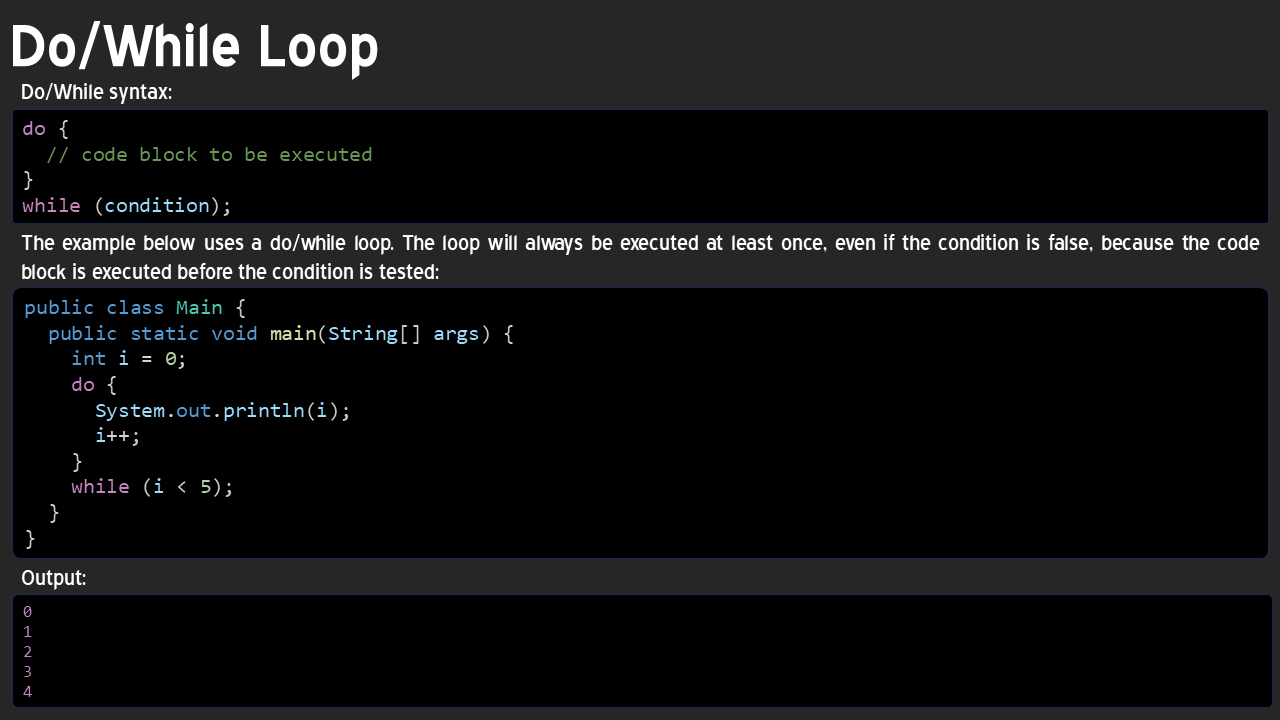 Do/While Loop
Do/While syntax:
do {
  // code block to be executed
}
while (condition);
The example below uses a do/while loop. The loop will always be executed at least once, even if the condition is false, because the code
block is executed before the condition is tested:
public class Main {
  public static void main(String[] args) {
    int i = 0;
    do {
      System.out.println(i);
      i++;
    }
    while (i < 5);
  }
}
Output:
0
1
2
3
4